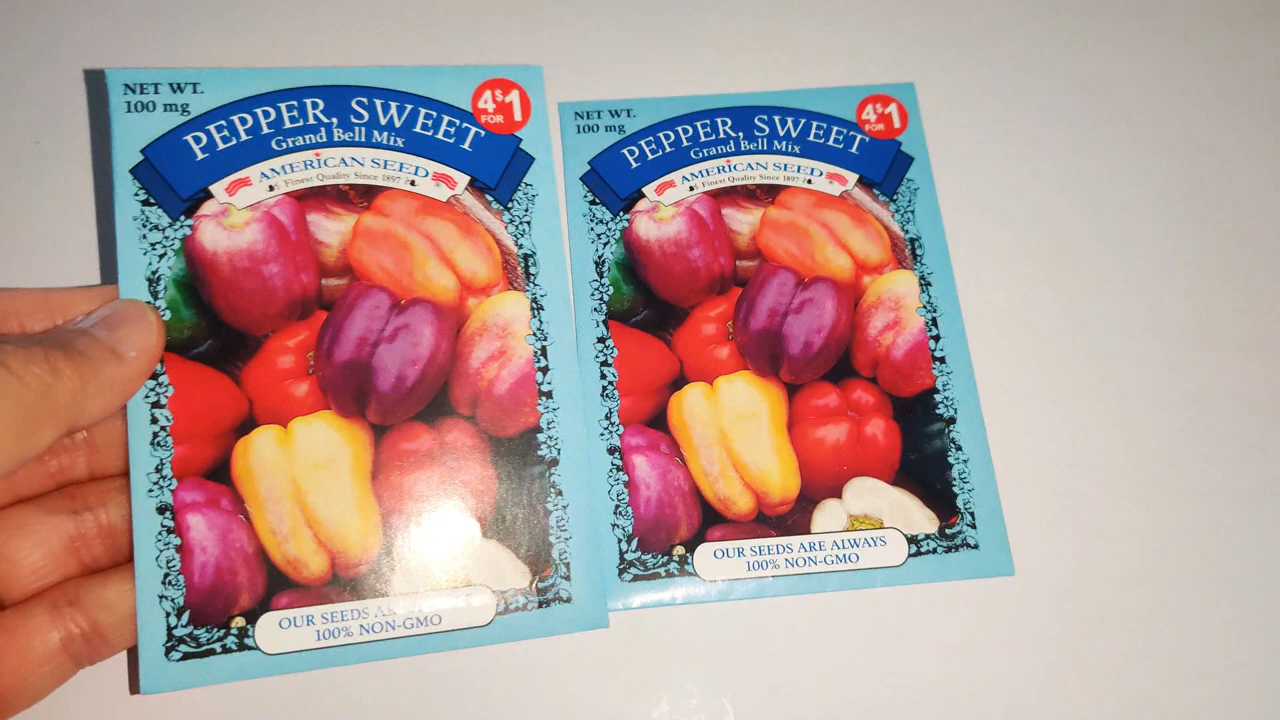 NET WT.
100 mg
4 $1
FOR
PEPPER, SWEET
Grand Bell Mix
AMERICAN SEED
Finest Quality Since 1897
OUR SEEDS
100% NON-GMO
NET WT.
100 mg
4 $1
FOR
PEPPER, SWEET
Grand Bell Mix
AMERICAN SEED
Finest Quality Since 1897
OUR SEEDS ARE ALWAYS
100% NON-GMO